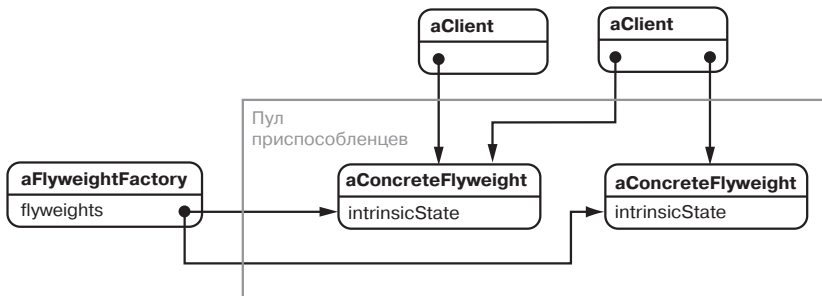 aClient
aClient
Пул
приспособленцев
aFlyweightFactory
flyweights
aConcreteFlyweight
intrinsicState
aConcreteFlyweight
intrinsicState